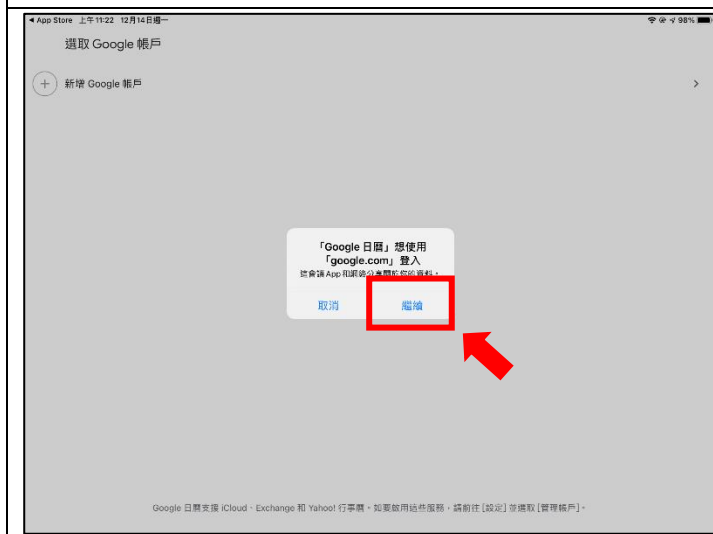 App Store 上午11:22 12月14日週一 98%
選取 Google 帳戶
新增 Google 帳戶
「Google 日曆」想使用
「google.com」登入
這會讓 App 和網站分享關於你的資料。
取消 繼續
Google 日曆支援 iCloud、Exchange 和 Yahoo! 行事曆。如要啟用這些服務，請前往 [設定] 並選取 [管理帳戶]。